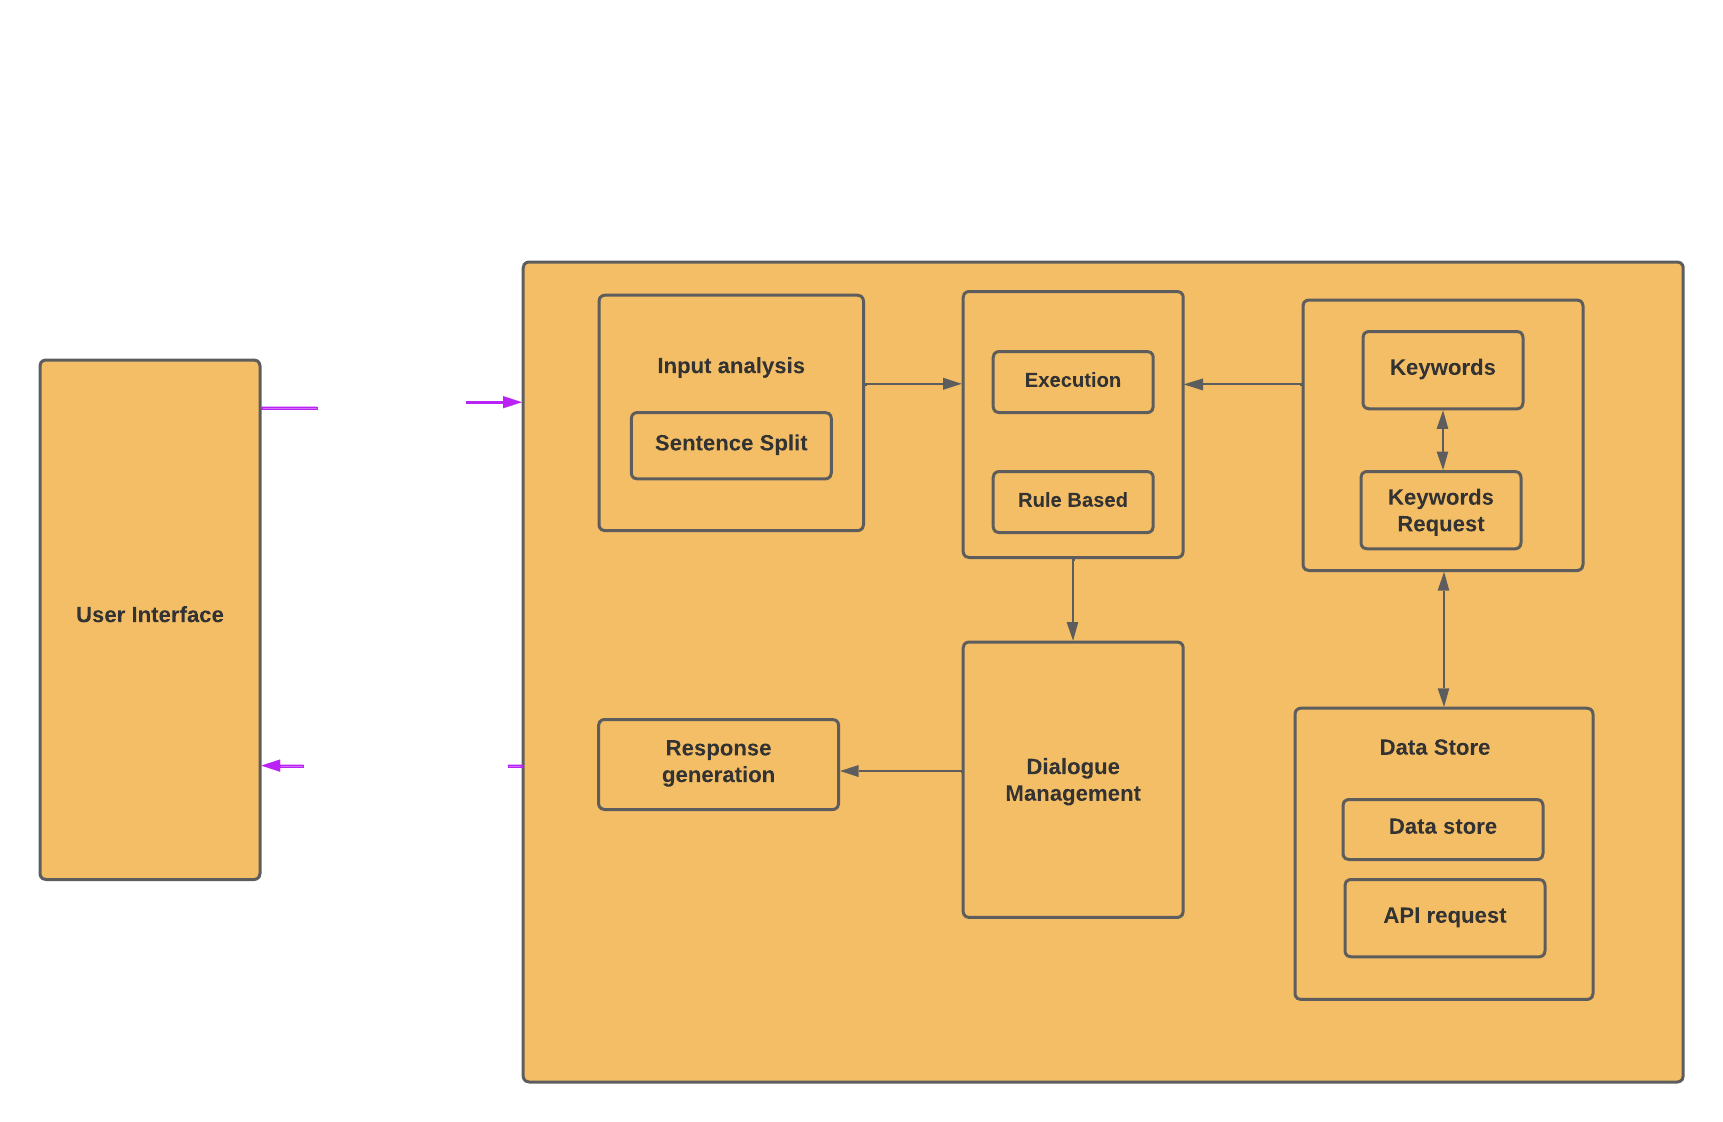 User Interface
Input analysis
Sentence Split
Execution
Rule Based
Keywords
Keywords
Request
Response
generation
Dialogue
Management
Data Store
Data store
API request